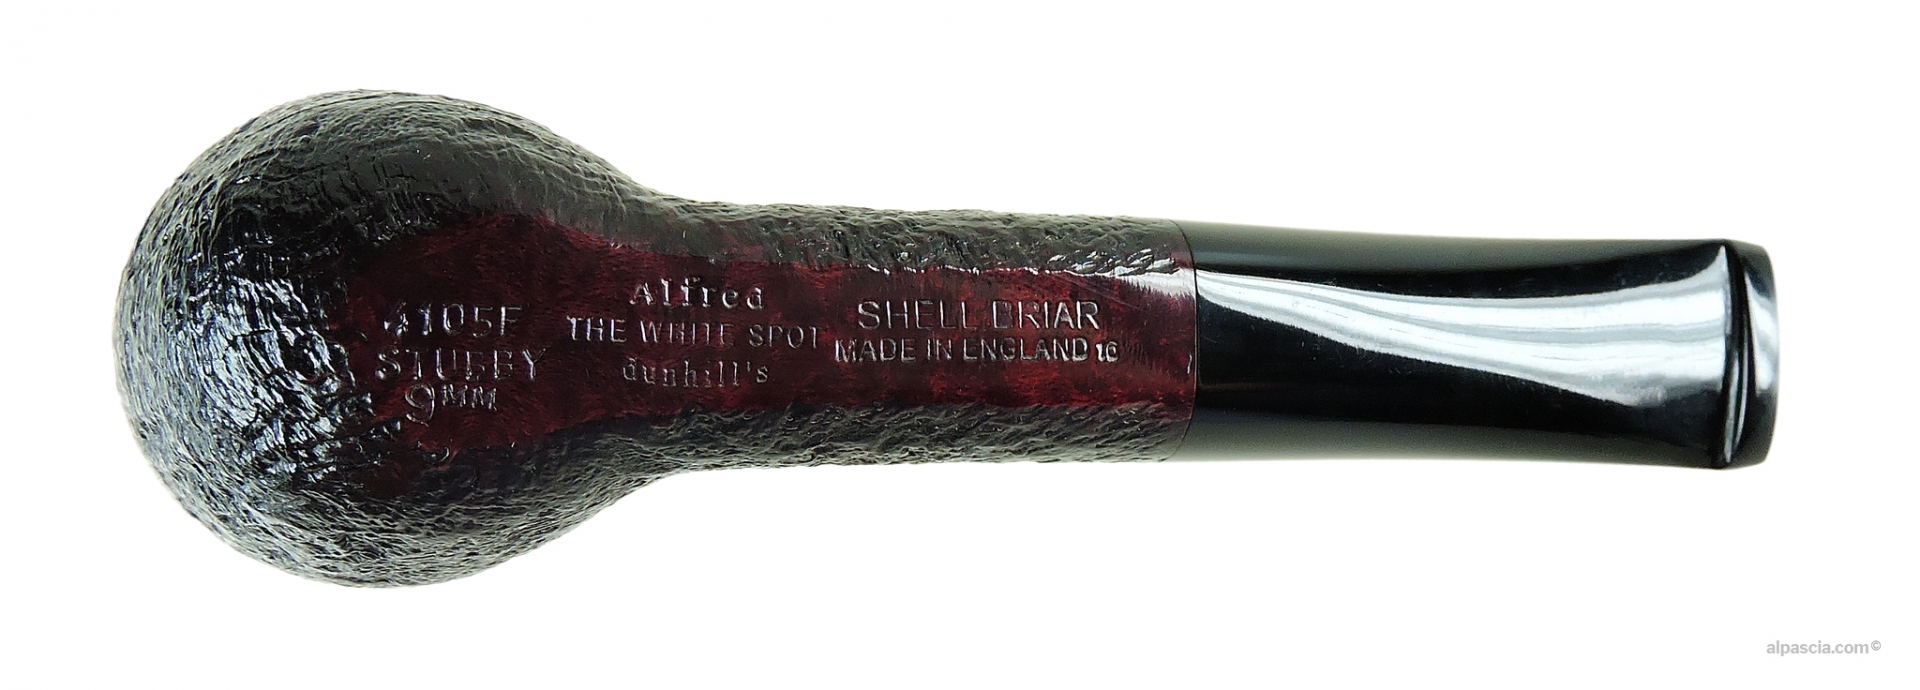 4105F
STUBBY
9MM
Alfred
THE WHITE SPOT
dunhill's
SHELL BRIAR
MADE IN ENGLAND 16
alpascia.com©